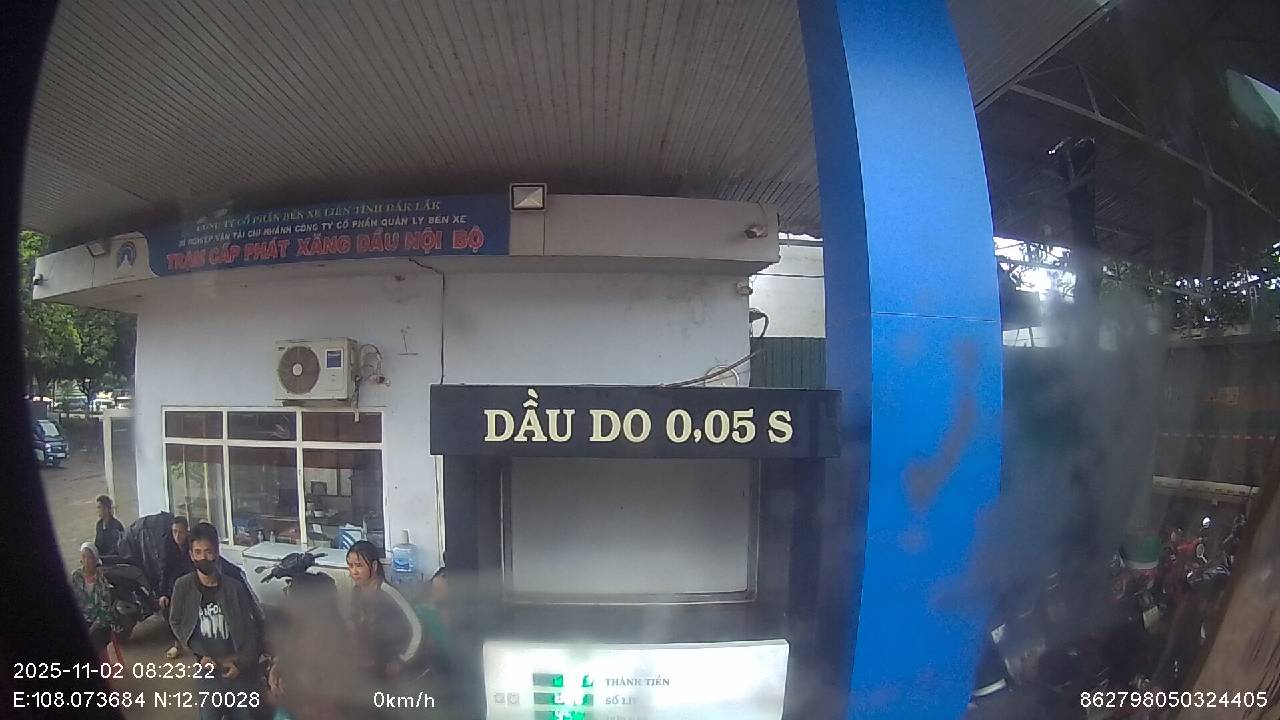 CÔNG TY CỔ PHẦN BẾN XE LIÊN TỈNH ĐẮK LẮK
XÍ NGHIỆP VẬN TẢI CHI NHÁNH CÔNG TY CỔ PHẦN QUẢN LÝ BẾN XE
TRẠM CẤP PHÁT XĂNG DẦU NỘI BỘ
DẦU DO 0,05 S
THÀNH TIỀN
SỐ LÍT
2025-11-02 08:23:22
E:108.073684 N:12.70028
0km/h
862798050324405